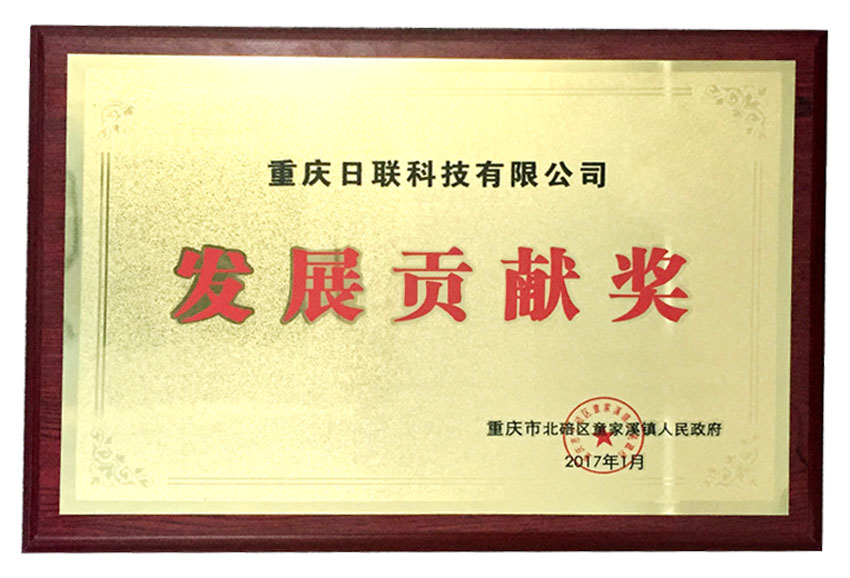 重庆日联科技有限公司
发展贡献奖
重庆市北碚区童家溪镇人民政府
2017年1月